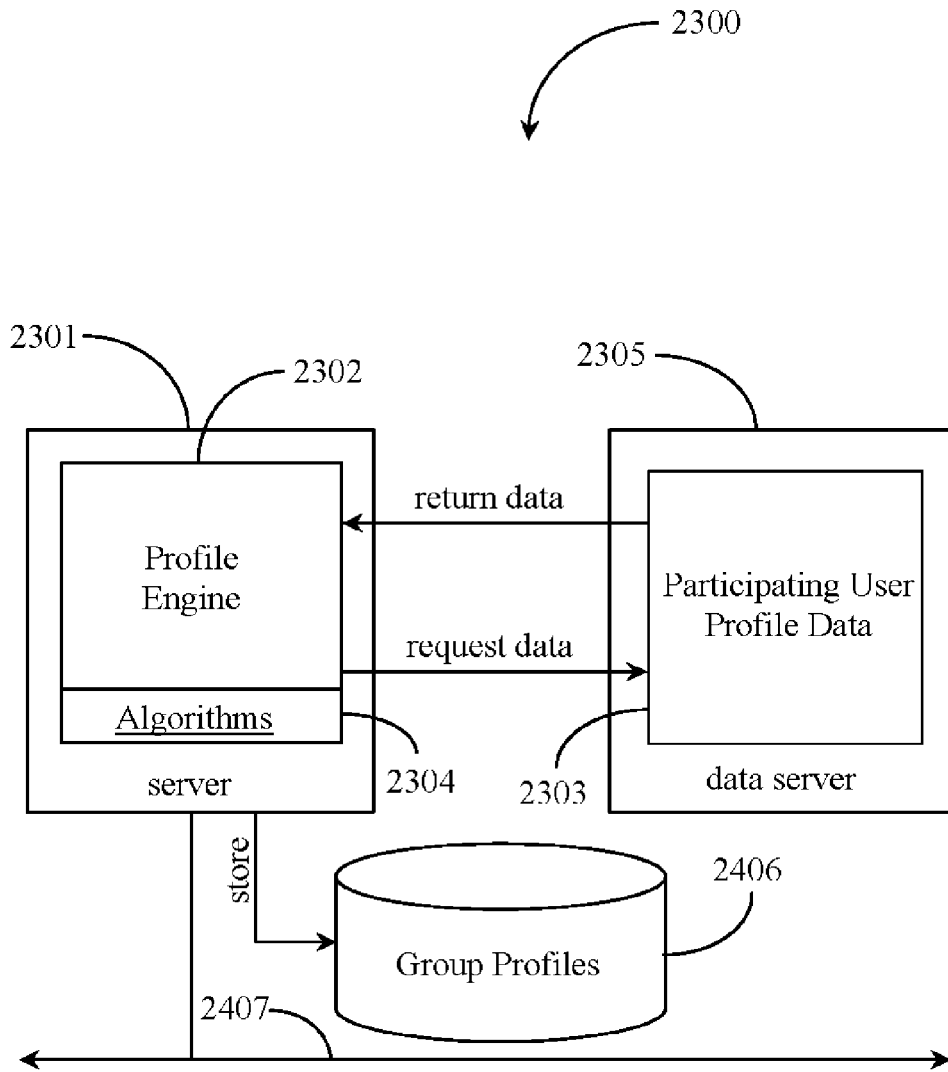 2300
2301
2302
2305
return data
Profile
Engine
Participating User
Profile Data
request data
Algorithms
server
2304
2303
data server
store
2406
Group Profiles
2407